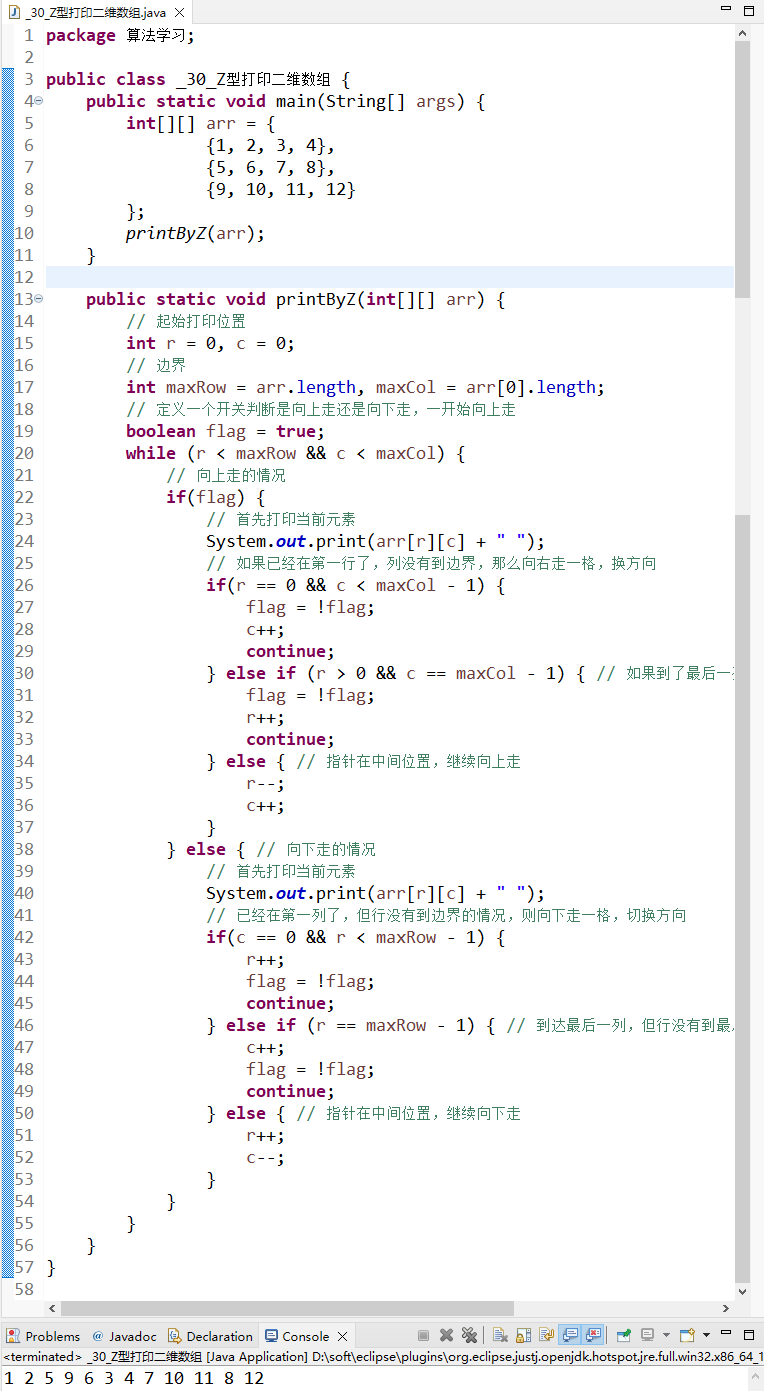 _30_Z型打印二维数组.java
1 package 算法学习;
2
3 public class _30_Z型打印二维数组 {
4     public static void main(String[] args) {
5         int[][] arr = {
6                 {1, 2, 3, 4},
7                 {5, 6, 7, 8},
8                 {9, 10, 11, 12}
9         };
10         printByZ(arr);
11     }
12
13     public static void printByZ(int[][] arr) {
14         // 起始打印位置
15         int r = 0, c = 0;
16         // 边界
17         int maxRow = arr.length, maxCol = arr[0].length;
18         // 定义一个开关判断是向上走还是向下走，一开始向上走
19         boolean flag = true;
20         while (r < maxRow && c < maxCol) {
21             // 向上走的情况
22             if(flag) {
23                 // 首先打印当前元素
24                 System.out.print(arr[r][c] + " ");
25                 // 如果已经在第一行了，列没有到边界，那么向右走一格，换方向
26                 if(r == 0 && c < maxCol - 1) {
27                     flag = !flag;
28                     c++;
29                     continue;
30                 } else if (r > 0 && c == maxCol - 1) { // 如果到了最后一
31                     flag = !flag;
32                     r++;
33                     continue;
34                 } else { // 指针在中间位置，继续向上走
35                     r--;
36                     c++;
37                 }
38             } else { // 向下走的情况
39                 // 首先打印当前元素
40                 System.out.print(arr[r][c] + " ");
41                 // 已经在第一列了，但行没有到边界的情况，则向下走一格，切换方向
42                 if(c == 0 && r < maxRow - 1) {
43                     r++;
44                     flag = !flag;
45                     continue;
46                 } else if (r == maxRow - 1) { // 到达最后一列，但行没有到最
47                     c++;
48                     flag = !flag;
49                     continue;
50                 } else { // 指针在中间位置，继续向下走
51                     r++;
52                     c--;
53                 }
54             }
55         }
56     }
57 }
58
Problems @ Javadoc Declaration Console
<terminated> _30_Z型打印二维数组 [Java Application] D:\soft\eclipse\plugins\org.eclipse.justj.openjdk.hotspot.jre.full.win32.x86_64_1
1 2 5 9 6 3 4 7 10 11 8 12